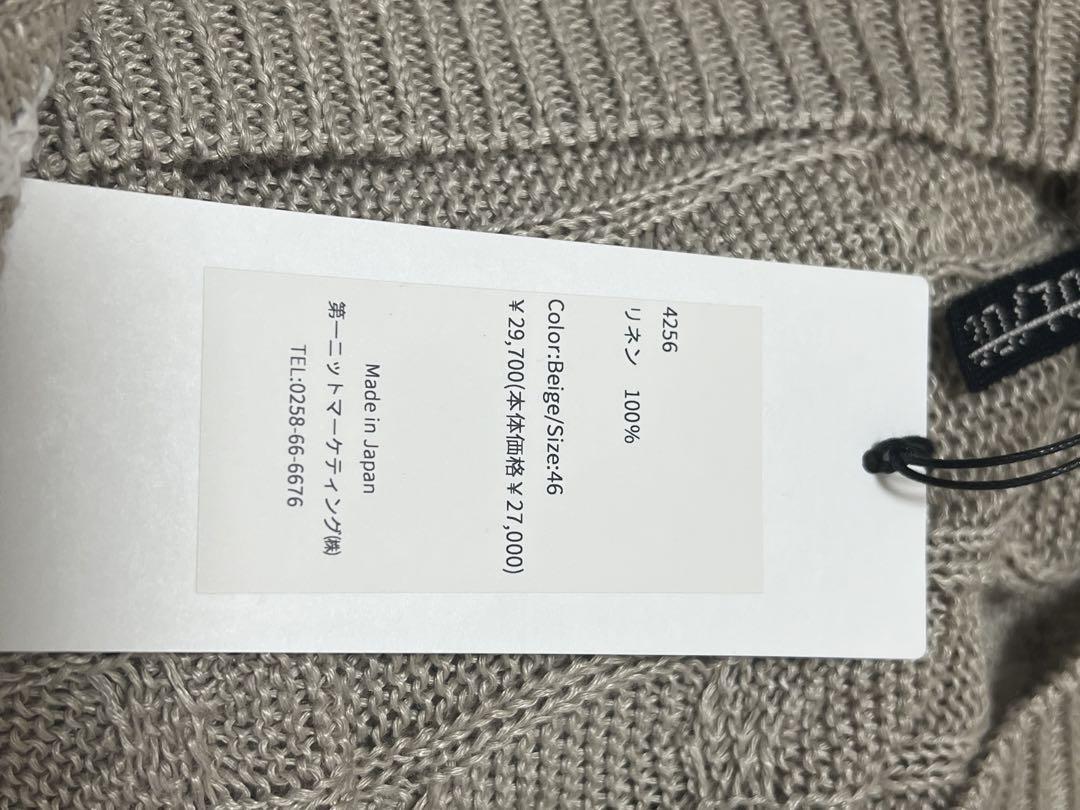 4256
リネン 100%
Color:Beige/Size:46
¥29,700(本体価格¥27,000)
Made in Japan
第一ニットマーケティング㈱
TEL:0258-66-6676